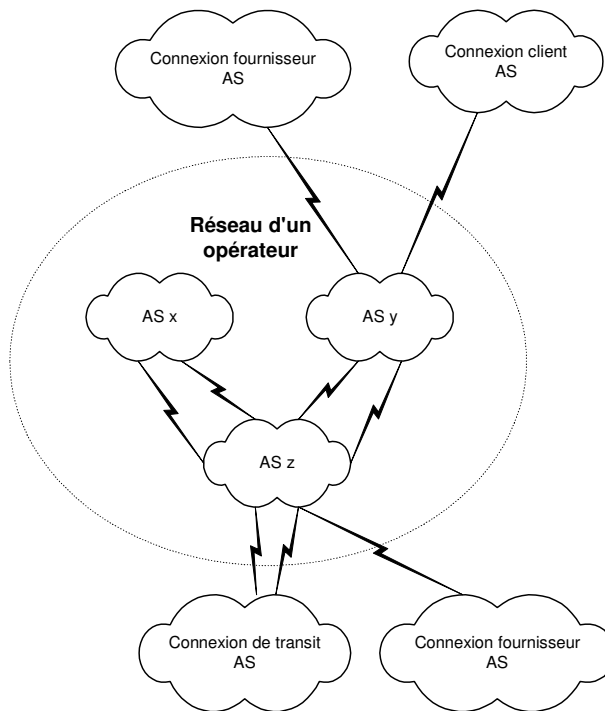 Connexion fournisseur
AS
Connexion client
AS
Réseau d'un
opérateur
AS x
AS y
AS z
Connexion de transit
AS
Connexion fournisseur
AS